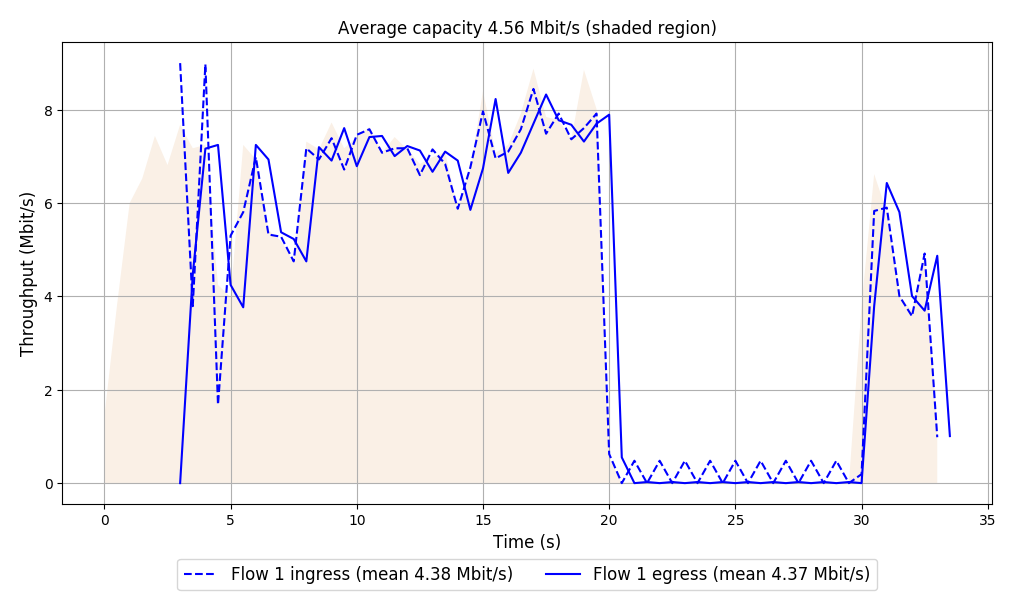 Average capacity 4.56 Mbit/s (shaded region)
Throughput (Mbit/s)
8
6
4
2
0
0 5 10 15 20 25 30 35
Time (s)
Flow 1 ingress (mean 4.38 Mbit/s) Flow 1 egress (mean 4.37 Mbit/s)